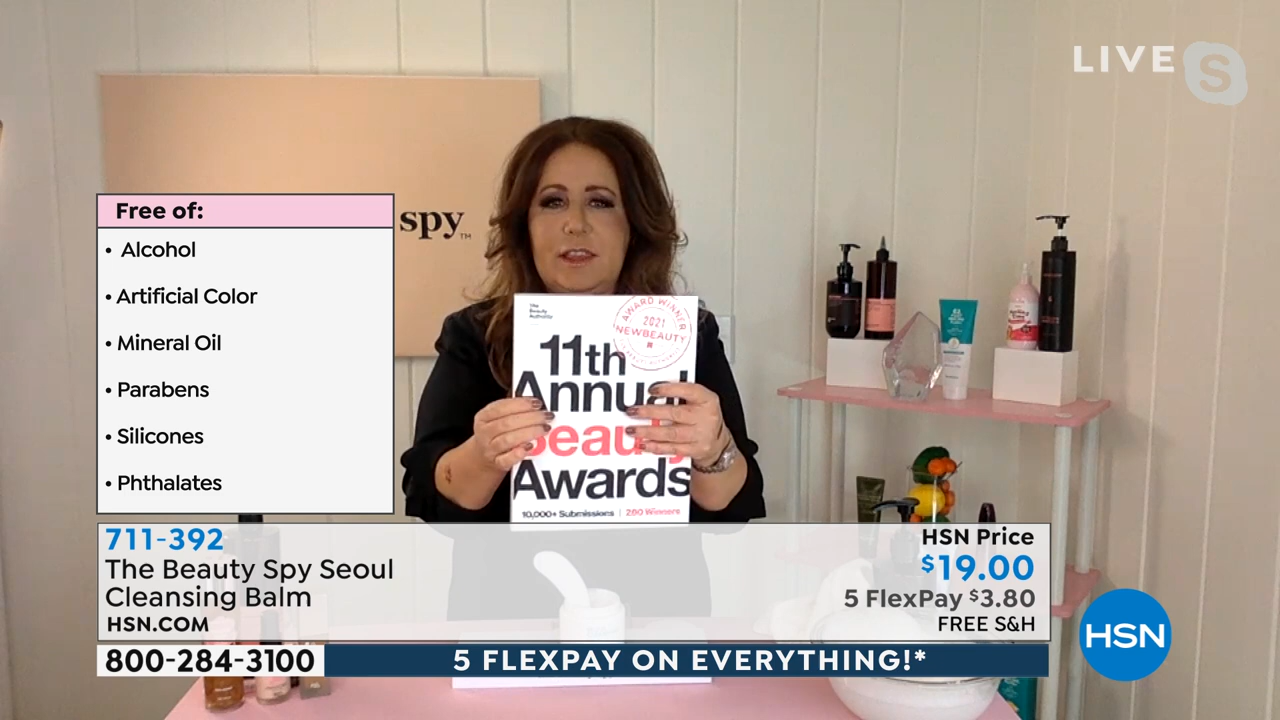 LIVE S
spy™
Free of:
• Alcohol
• Artificial Color
• Mineral Oil
• Parabens
• Silicones
• Phthalates
The
Beauty
Authority
AWARD WINNER
2021
NEWBEAUTY
11th
Annual
Beauty
Awards
10,000+ Submissions | 280 Winners
711-392
The Beauty Spy Seoul
Cleansing Balm
HSN.COM
HSN Price
$19.00
5 FlexPay $3.80
FREE S&H
800-284-3100
5 FLEXPAY ON EVERYTHING!*
HSN